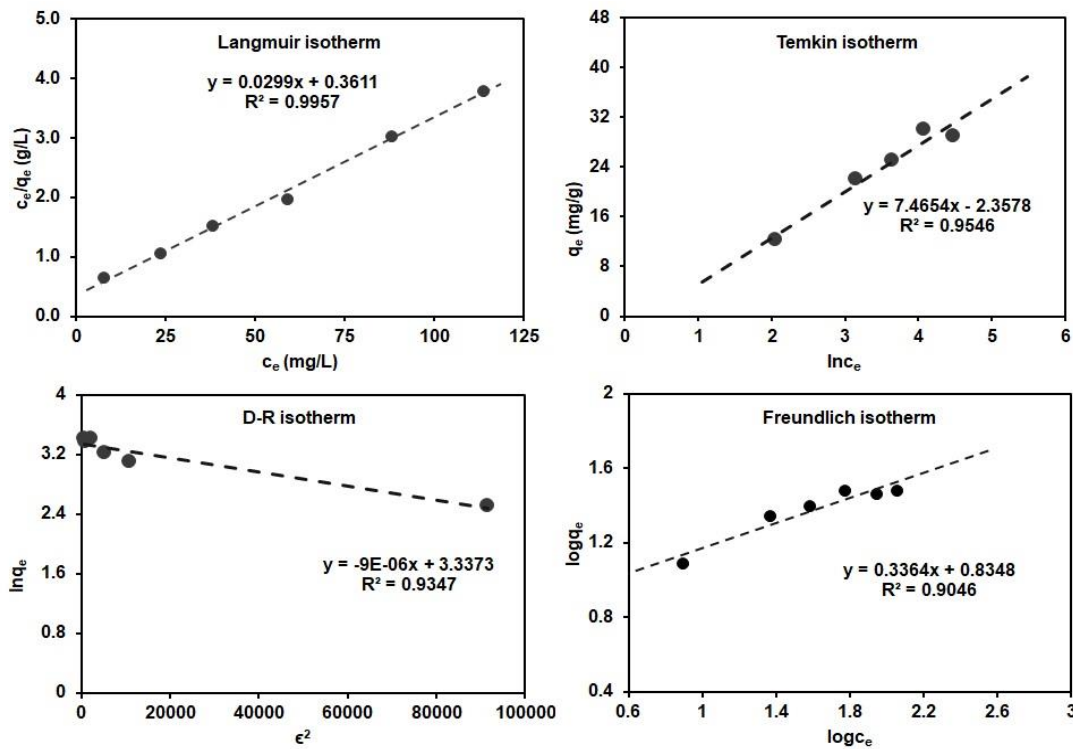 Langmuir isotherm
y = 0.0299x + 0.3611
R² = 0.9957
cₑ/qₑ (g/L)
5.0
4.0
3.0
2.0
1.0
0.0
0 25 50 75 100 125
cₑ (mg/L)
Temkin isotherm
y = 7.4654x - 2.3578
R² = 0.9546
qₑ (mg/g)
48
40
32
24
16
8
0
0 1 2 3 4 5 6
lncₑ
D-R isotherm
y = -9E-06x + 3.3373
R² = 0.9347
lnqₑ
4
3.2
2.4
1.6
0.8
0
0 20000 40000 60000 80000 100000
ϵ²
Freundlich isotherm
y = 0.3364x + 0.8348
R² = 0.9046
logqₑ
2
1.6
1.2
0.8
0.4
0.6 1 1.4 1.8 2.2 2.6 3
logcₑ